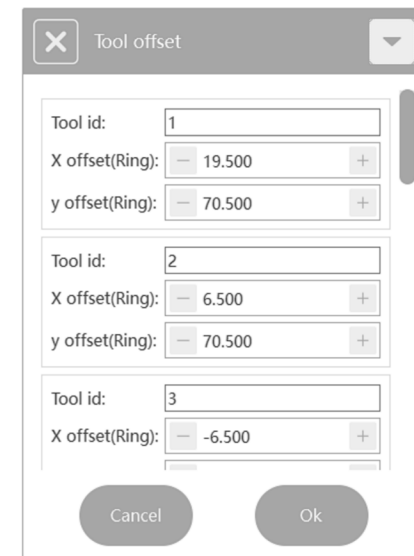 Tool offset
Tool id: 1
X offset(Ring): − 19.500 +
y offset(Ring): − 70.500 +
Tool id: 2
X offset(Ring): − 6.500 +
y offset(Ring): − 70.500 +
Tool id: 3
X offset(Ring): − -6.500 +
Cancel Ok